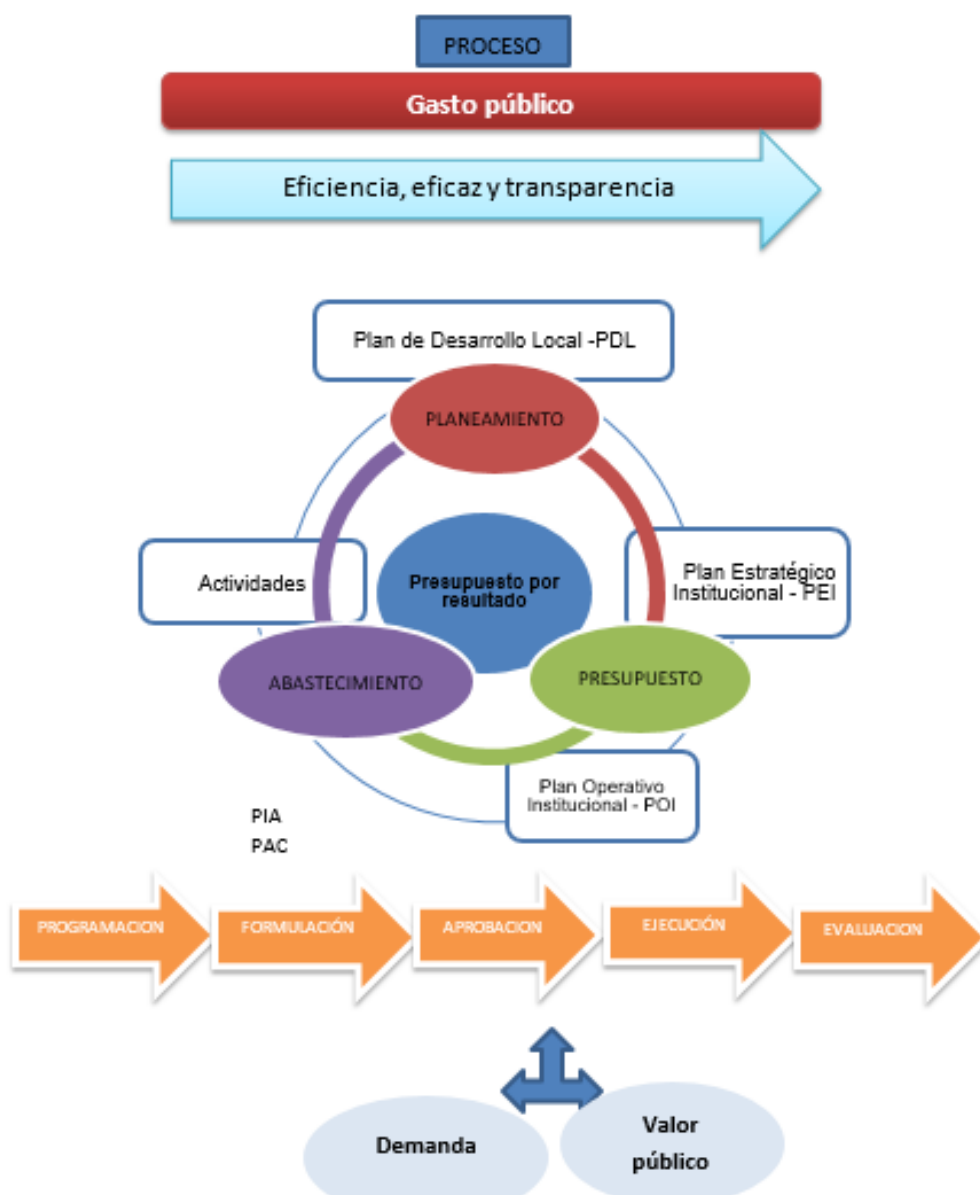 PROCESO
Gasto público
Eficiencia, eficaz y transparencia
Plan de Desarrollo Local -PDL
PLANEAMIENTO
Actividades
Presupuesto por
resultado
Plan Estratégico
Institucional - PEI
ABASTECIMIENTO
PRESUPUESTO
Plan Operativo
Institucional - POI
PIA
PAC
PROGRAMACION
FORMULACIÓN
APROBACION
EJECUCIÓN
EVALUACION
Demanda
Valor
público